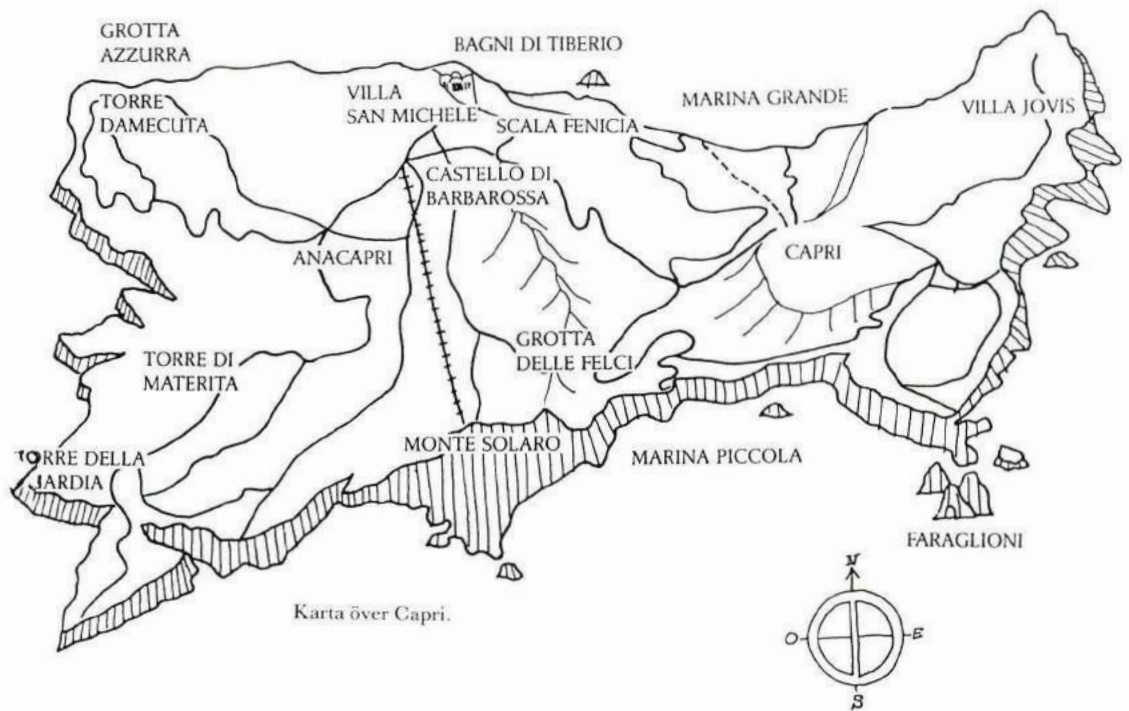 GROTTA
AZZURRA
BAGNI DI TIBERIO
TORRE
DAMECUTA
VILLA
SAN MICHELE
MARINA GRANDE
VILLA JOVIS
SCALA FENICIA
CASTELLO DI
BARBAROSSA
ANACAPRI
CAPRI
TORRE DI
MATERITA
GROTTA
DELLE FELCI
TORRE DELLA
MONTE SOLARO
MARINA PICCOLA
FARAGLIONI
Karta över Capri.
N
O
E
S